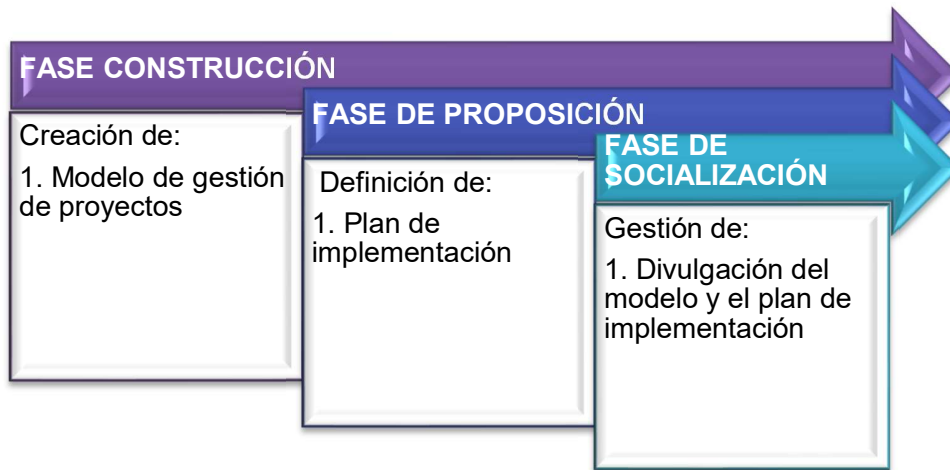 FASE CONSTRUCCIÓN
Creación de:
1. Modelo de gestión
de proyectos
FASE DE PROPOSICIÓN
Definición de:
1. Plan de
implementación
FASE DE
SOCIALIZACIÓN
Gestión de:
1. Divulgación del
modelo y el plan de
implementación